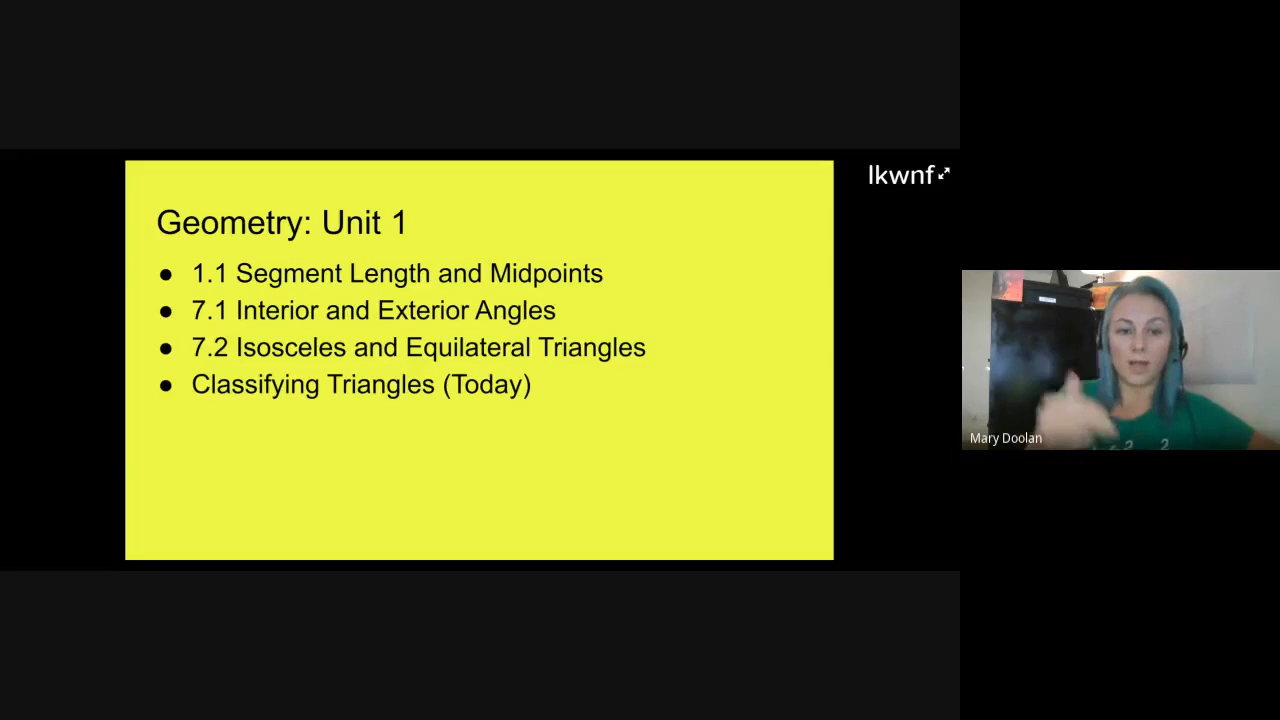 Geometry: Unit 1
● 1.1 Segment Length and Midpoints
● 7.1 Interior and Exterior Angles
● 7.2 Isosceles and Equilateral Triangles
● Classifying Triangles (Today)
lkwnf
Mary Doolan